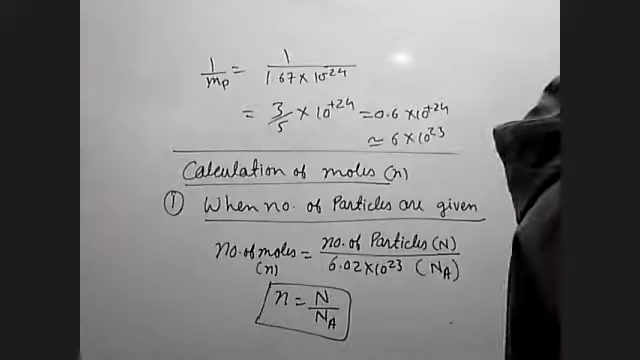 1/mp = 1/(1.67 × 10^24)
= 3/5 × 10^+24 = 0.6 × 10^+24
≃ 6 × 10^23
Calculation of moles (n)
① When no. of Particles are given
no. of moles (n) = no. of Particles (N) / 6.02 × 10^23 (NA)
n = N/NA